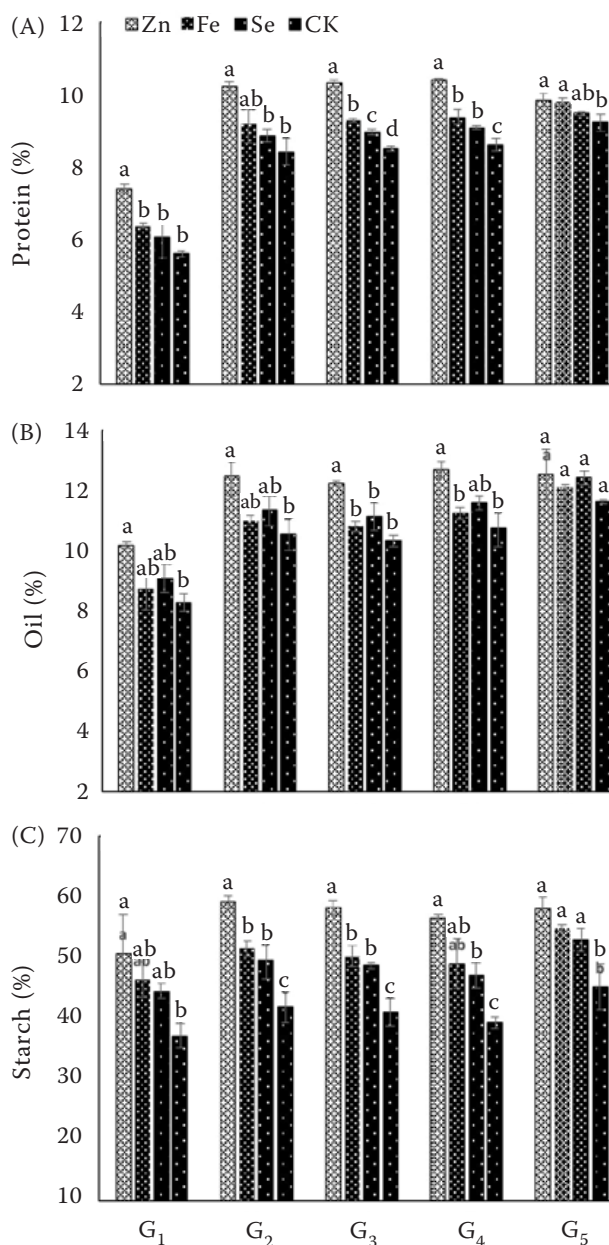 (A) 12 Zn Fe Se CK
a a a a
a a ab b
ab b b
b c d
b b c
10
a
b b b
8
6
4
2
Protein (%)
(B) 14
a a a a a a a
ab ab b
b b b
b ab b
a
12
a
ab ab b
10
8
6
4
2
Oil (%)
(C) 70
a a a a a a
60
a
a
ab ab ab b
b b c
b b c
ab ab b c
a b b
50
40
30
20
10
Starch (%)
G₁ G₂ G₃ G₄ G₅